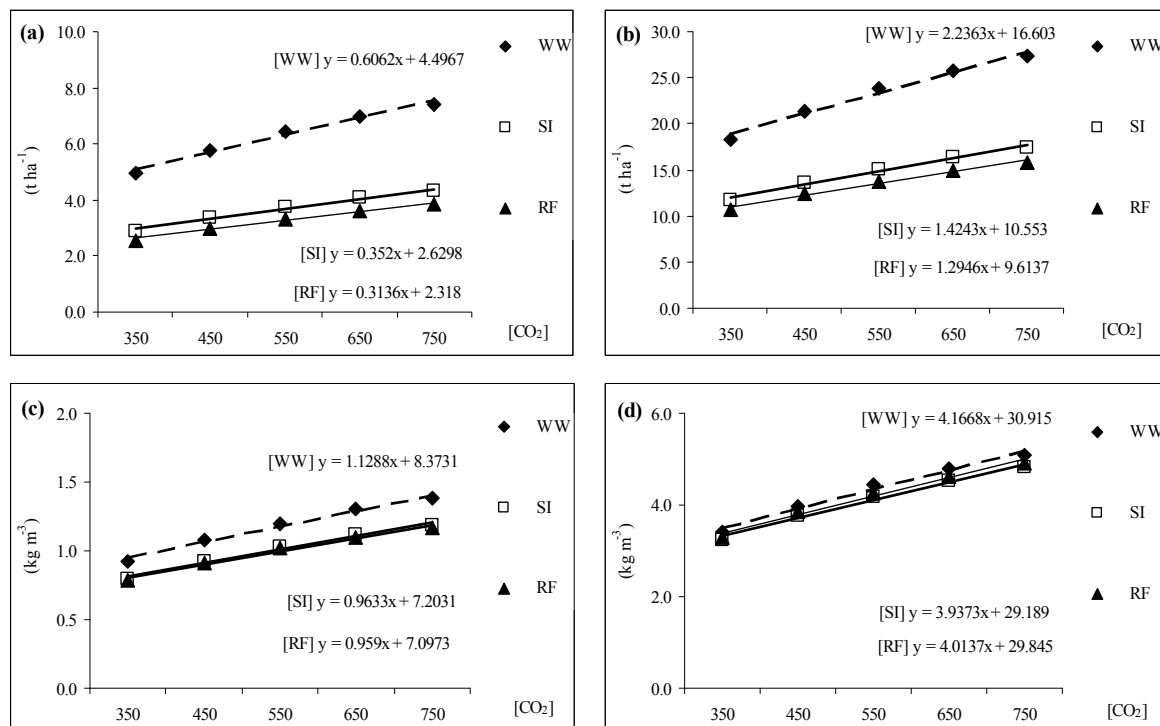 (a)
10.0
8.0
6.0
4.0
2.0
0.0
(t ha⁻¹)
[WW] y = 0.6062x + 4.4967
[SI] y = 0.352x + 2.6298
[RF] y = 0.3136x + 2.318
350 450 550 650 750 [CO₂]
WW
SI
RF
(b)
30.0
25.0
20.0
15.0
10.0
5.0
0.0
(t ha⁻¹)
[WW] y = 2.2363x + 16.603
[SI] y = 1.4243x + 10.553
[RF] y = 1.2946x + 9.6137
350 450 550 650 750 [CO₂]
WW
SI
RF
(c)
2.0
1.5
1.0
0.5
0.0
(kg m⁻³)
[WW] y = 1.1288x + 8.3731
[SI] y = 0.9633x + 7.2031
[RF] y = 0.959x + 7.0973
350 450 550 650 750 [CO₂]
WW
SI
RF
(d)
6.0
4.0
2.0
0.0
(kg m⁻³)
[WW] y = 4.1668x + 30.915
[SI] y = 3.9373x + 29.189
[RF] y = 4.0137x + 29.845
350 450 550 650 750 [CO₂]
WW
SI
RF